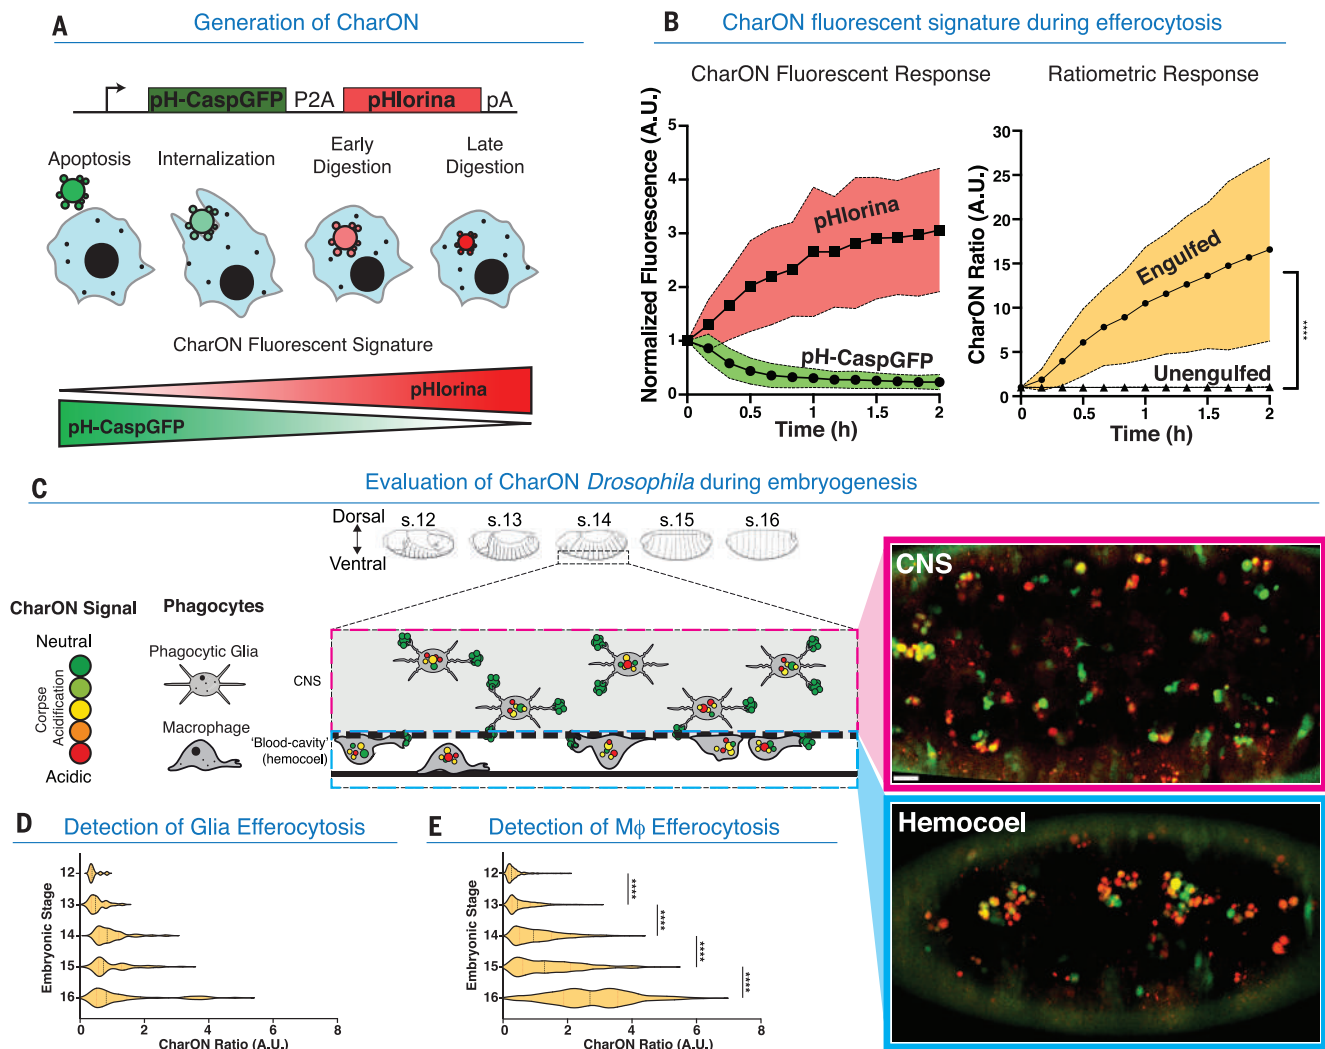 A
Generation of CharON
pH-CaspGFP P2A pHlorina pA
Apoptosis
Internalization
Early
Digestion
Late
Digestion
CharON Fluorescent Signature
pHlorina
pH-CaspGFP
B
CharON fluorescent signature during efferocytosis
CharON Fluorescent Response
Normalized Fluorescence (A.U.)
5
4
3
2
1
0
pHlorina
pH-CaspGFP
0 0.5 1 1.5 2
Time (h)
Ratiometric Response
CharON Ratio (A.U.)
30
25
20
15
10
5
0
Engulfed
Unengulfed
****
0 0.5 1 1.5 2
Time (h)
C
Evaluation of CharON Drosophila during embryogenesis
Dorsal
Ventral
s.12 s.13 s.14 s.15 s.16
CharON Signal
Neutral
Corpse
Acidification
Acidic
Phagocytes
Phagocytic Glia
Macrophage
CNS
'Blood-cavity'
(hemocoel)
CNS
Hemocoel
D
Detection of Glia Efferocytosis
Embryonic Stage
12
13
14
15
16
0 2 4 6 8
CharON Ratio (A.U.)
E
Detection of Mϕ Efferocytosis
Embryonic Stage
12
13
14
15
16
****
****
****
****
0 2 4 6 8
CharON Ratio (A.U.)